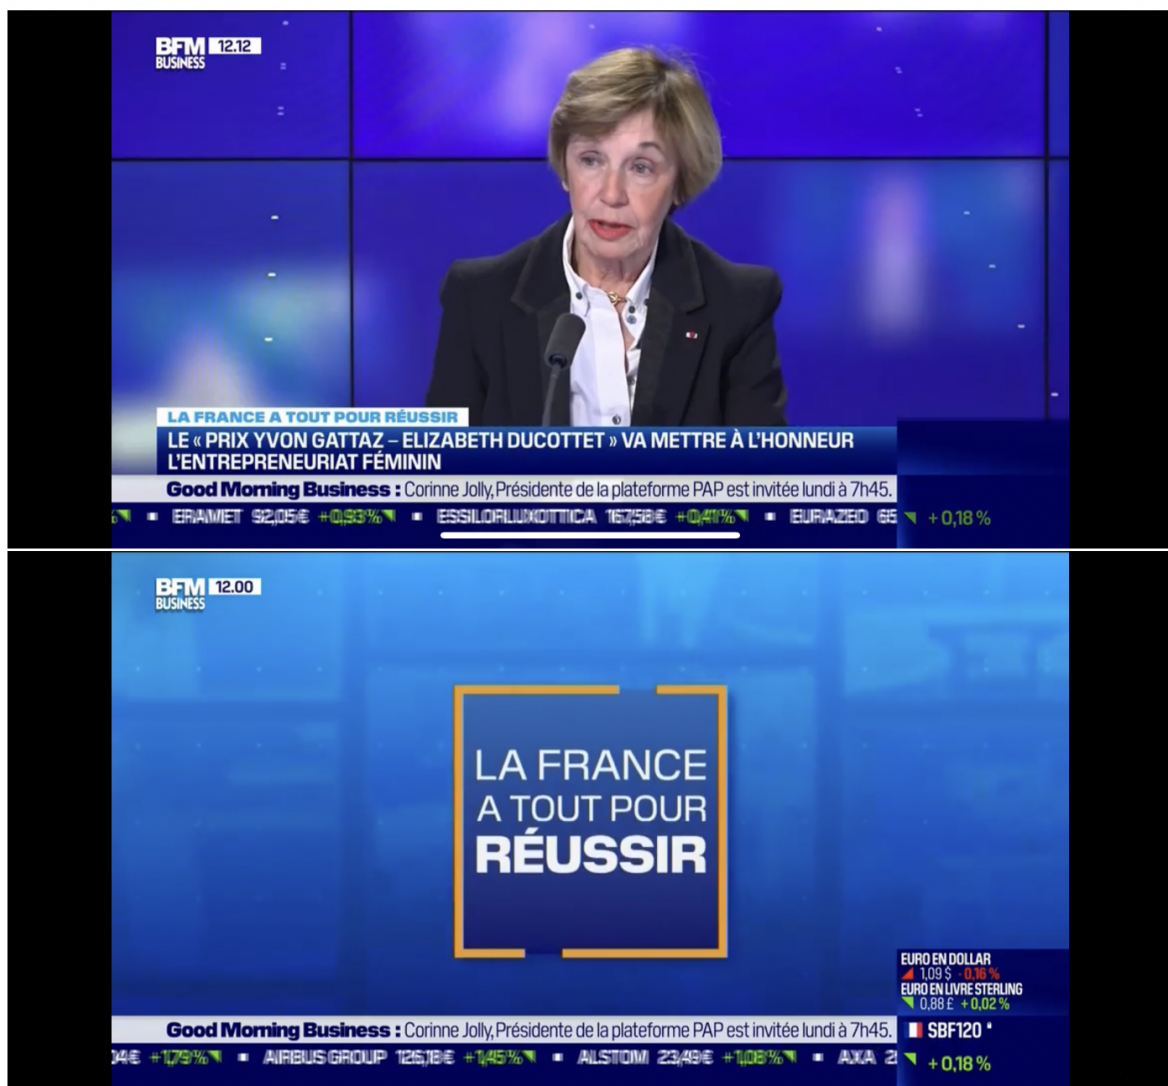 BFM 12.12
BUSINESS
LA FRANCE A TOUT POUR RÉUSSIR
LE « PRIX YVON GATTAZ – ELIZABETH DUCOTTET » VA METTRE À L'HONNEUR
L'ENTREPRENEURIAT FÉMININ
Good Morning Business : Corinne Jolly, Présidente de la plateforme PAP est invitée lundi à 7h45.
% ERAMET 92,05€ +0,93% ESSILORLUXOTTICA 167,58€ +0,41% EURAZEO 65 +0,18 %
BFM 12.00
BUSINESS
LA FRANCE
A TOUT POUR
RÉUSSIR
EURO EN DOLLAR
1,09 $ -0,16 %
EURO EN LIVRE STERLING
0,88 £ +0,02 %
Good Morning Business : Corinne Jolly, Présidente de la plateforme PAP est invitée lundi à 7h45.
SBF120
04€ +1,79% AIRBUS GROUP 126,18€ +1,45% ALSTOM 23,49€ +1,08% AXA 2
+0,18 %